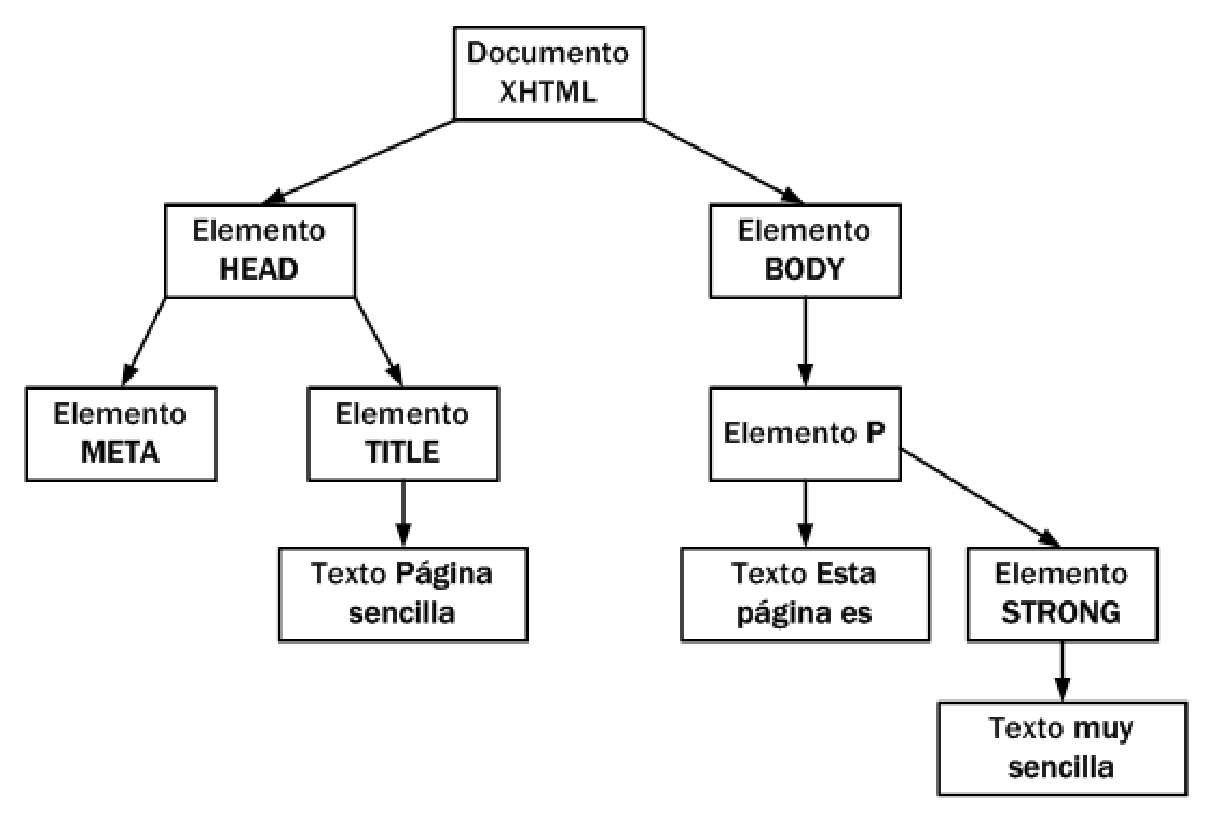 Documento
XHTML
Elemento
HEAD
Elemento
BODY
Elemento
META
Elemento
TITLE
Elemento P
Texto Página
sencilla
Texto Esta
página es
Elemento
STRONG
Texto muy
sencilla